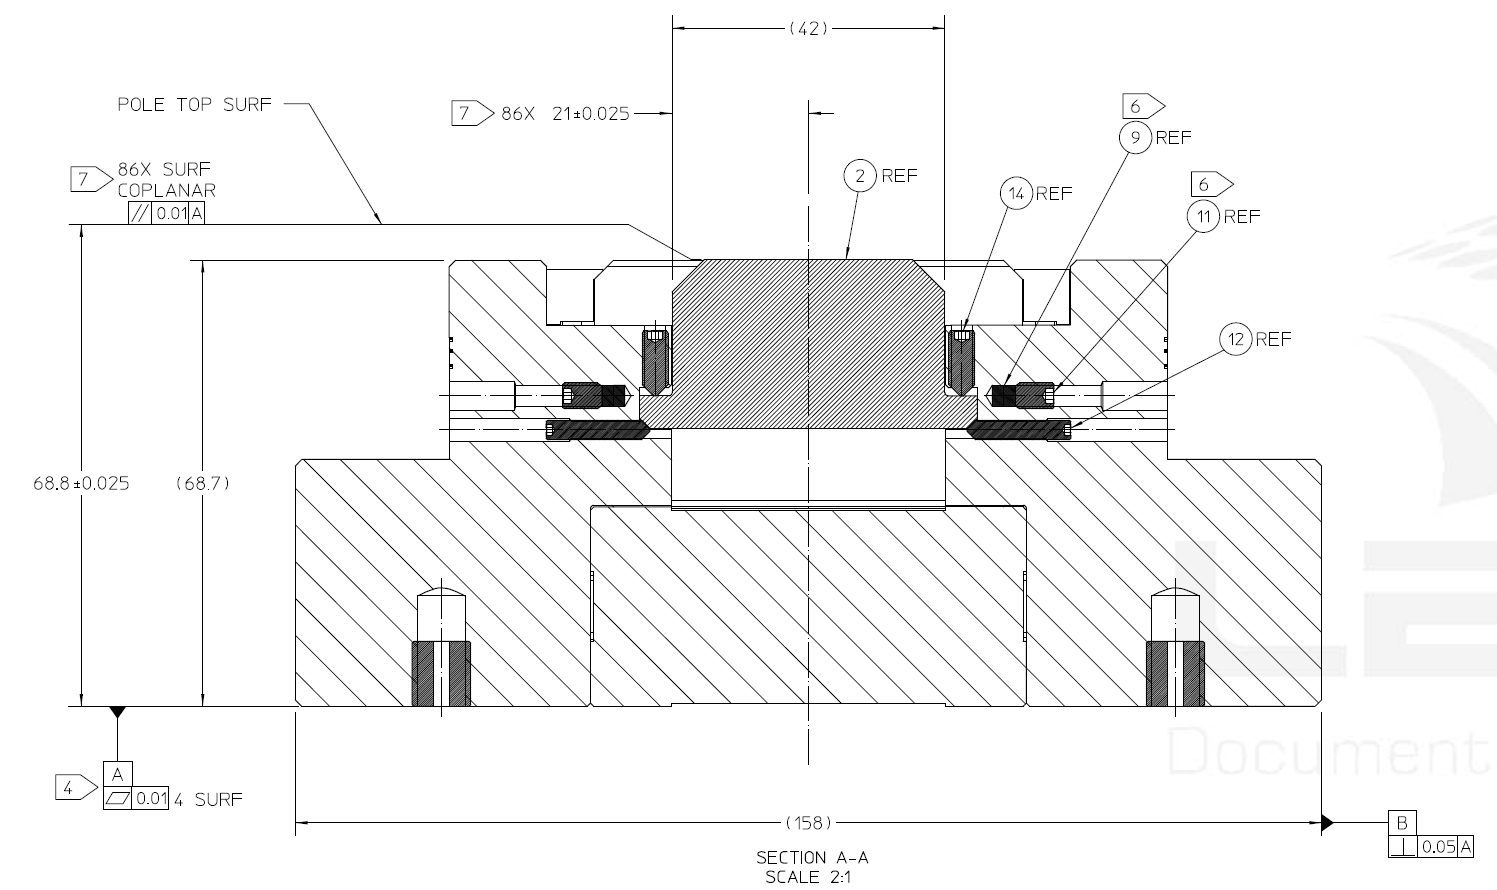 (42)
POLE TOP SURF
7 86X 21±0.025
6
9 REF
7 86X SURF
COPLANAR
// 0.01 A
2 REF
14 REF
6
11 REF
12 REF
68.8±0.025
(68.7)
A
4 0.01 4 SURF
(158)
B
⊥ 0.05 A
SECTION A-A
SCALE 2:1
Document